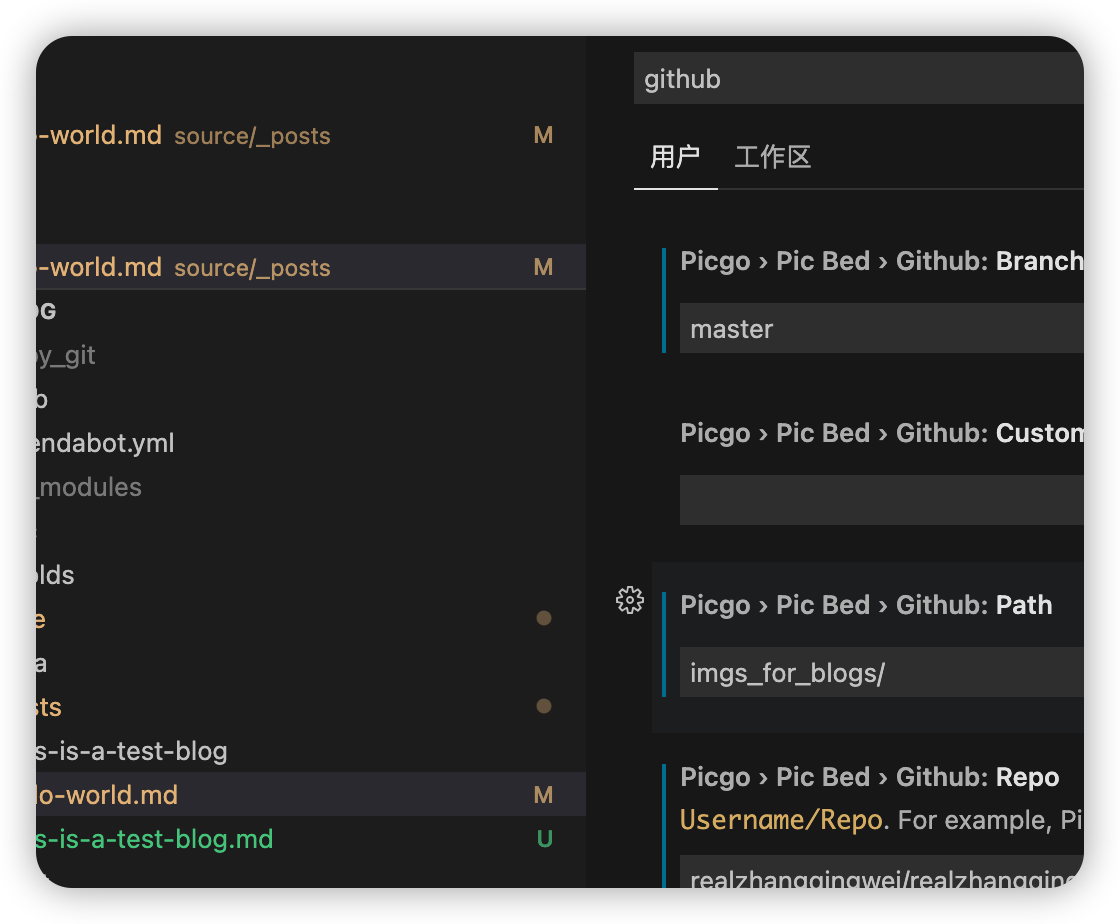 -world.md source/_posts M
-world.md source/_posts M
OG
oy_git
b
endabot.yml
_modules
olds
e
a
sts
s-is-a-test-blog
lo-world.md M
s-is-a-test-blog.md U
github
用户 工作区
Picgo › Pic Bed › Github: Branch
master
Picgo › Pic Bed › Github: Custom
Picgo › Pic Bed › Github: Path
imgs_for_blogs/
Picgo › Pic Bed › Github: Repo
Username/Repo. For example, Pi
realzhangqingwei/realzhangqing